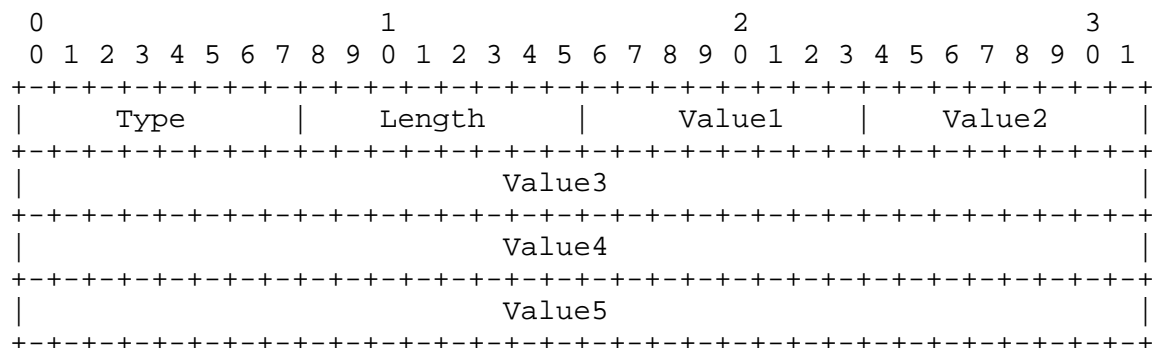 0                   1                   2                   3
 0 1 2 3 4 5 6 7 8 9 0 1 2 3 4 5 6 7 8 9 0 1 2 3 4 5 6 7 8 9 0 1
+-+-+-+-+-+-+-+-+-+-+-+-+-+-+-+-+-+-+-+-+-+-+-+-+-+-+-+-+-+-+-+-+
|     Type      |    Length     |     Value1    |    Value2     |
+-+-+-+-+-+-+-+-+-+-+-+-+-+-+-+-+-+-+-+-+-+-+-+-+-+-+-+-+-+-+-+-+
|                           Value3                              |
+-+-+-+-+-+-+-+-+-+-+-+-+-+-+-+-+-+-+-+-+-+-+-+-+-+-+-+-+-+-+-+-+
|                           Value4                              |
+-+-+-+-+-+-+-+-+-+-+-+-+-+-+-+-+-+-+-+-+-+-+-+-+-+-+-+-+-+-+-+-+
|                           Value5                              |
+-+-+-+-+-+-+-+-+-+-+-+-+-+-+-+-+-+-+-+-+-+-+-+-+-+-+-+-+-+-+-+-+